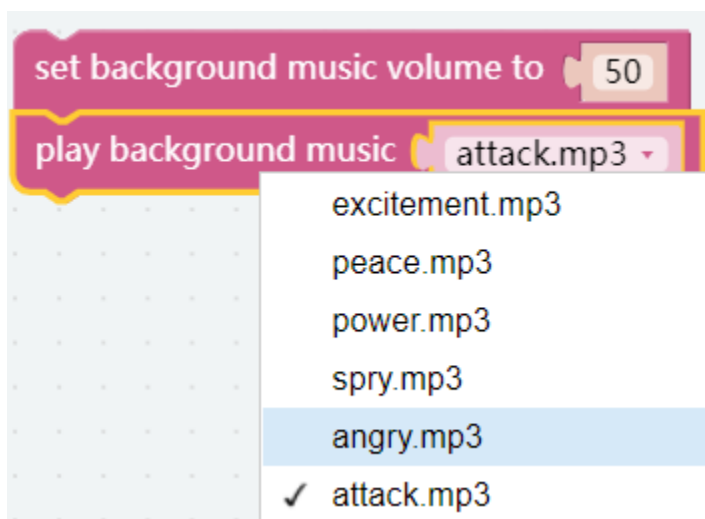 set background music volume to 50
play background music attack.mp3
excitement.mp3
peace.mp3
power.mp3
spry.mp3
angry.mp3
✓ attack.mp3